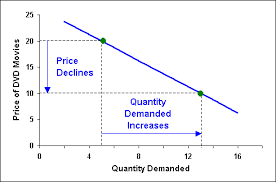 25
20
15
10
5
0
Price of DVD Movies
Price
Declines
Quantity
Demanded
Increases
0
4
8
12
16
Quantity Demanded